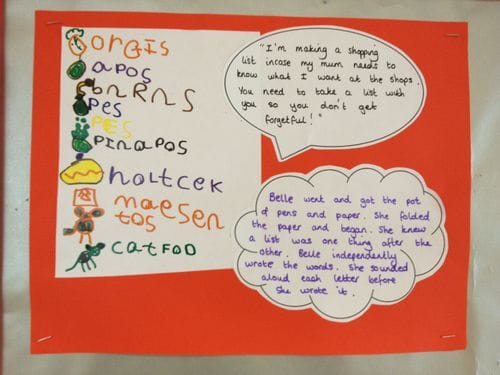 orgis
apos
bnRnS
Pes
PES
PinaPos
noltcek
maesen
tos
catFOD
"I'm making a shopping
list incase my mum needs to
know what I want at the shops.
You need to take a list with
you so you don't get
forgetful!"
Belle went and got the pot
of pens and paper. She folded
the paper and began. She knew
a list was one thing after the
other. Belle independently
wrote the words. She sounded
aloud each letter before
she wrote it.